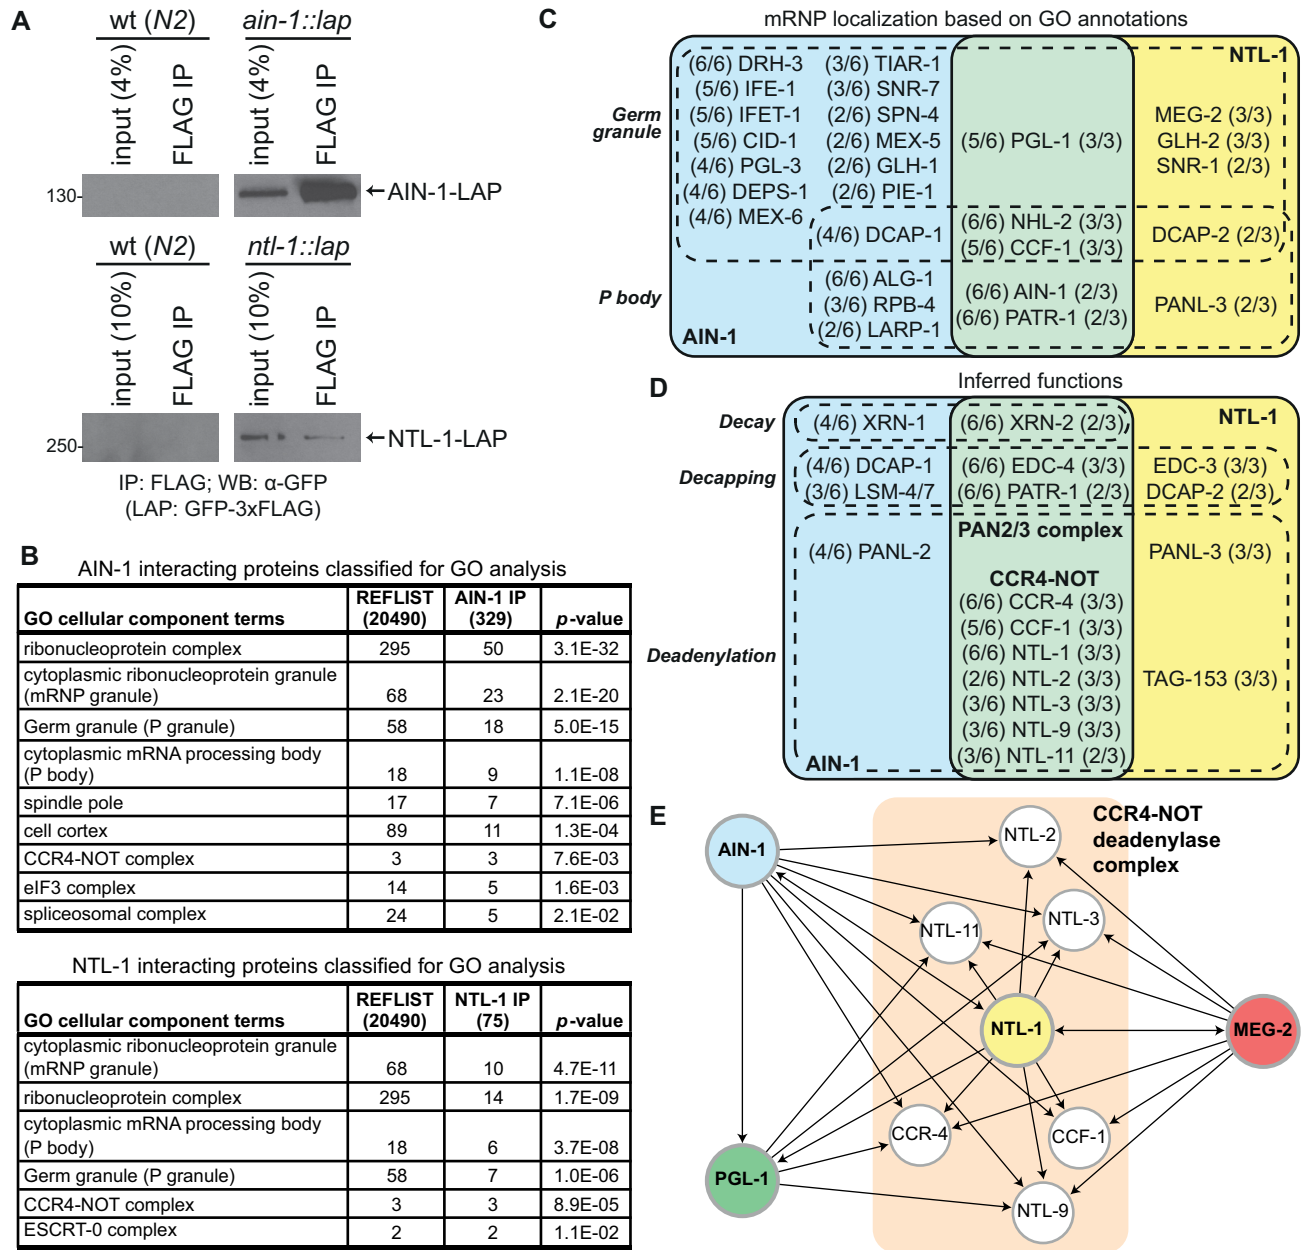 A
wt (N2)
ain-1::lap
input (4%)
FLAG IP
input (4%)
FLAG IP
130-
←AIN-1-LAP
wt (N2)
ntl-1::lap
input (10%)
FLAG IP
input (10%)
FLAG IP
250-
←NTL-1-LAP
IP: FLAG; WB: α-GFP
(LAP: GFP-3xFLAG)
B
AIN-1 interacting proteins classified for GO analysis
GO cellular component terms | REFLIST (20490) | AIN-1 IP (329) | p-value
ribonucleoprotein complex 295 50 3.1E-32
cytoplasmic ribonucleoprotein granule
(mRNP granule) 68 23 2.1E-20
Germ granule (P granule) 58 18 5.0E-15
cytoplasmic mRNA processing body
(P body) 18 9 1.1E-08
spindle pole 17 7 7.1E-06
cell cortex 89 11 1.3E-04
CCR4-NOT complex 3 3 7.6E-03
eIF3 complex 14 5 1.6E-03
spliceosomal complex 24 5 2.1E-02
NTL-1 interacting proteins classified for GO analysis
GO cellular component terms | REFLIST (20490) | NTL-1 IP (75) | p-value
cytoplasmic ribonucleoprotein granule
(mRNP granule) 68 10 4.7E-11
ribonucleoprotein complex 295 14 1.7E-09
cytoplasmic mRNA processing body
(P body) 18 6 3.7E-08
Germ granule (P granule) 58 7 1.0E-06
CCR4-NOT complex 3 3 8.9E-05
ESCRT-0 complex 2 2 1.1E-02
C
mRNP localization based on GO annotations
NTL-1
Germ
granule
(6/6) DRH-3
(5/6) IFE-1
(5/6) IFET-1
(5/6) CID-1
(4/6) PGL-3
(4/6) DEPS-1
(4/6) MEX-6
(3/6) TIAR-1
(3/6) SNR-7
(2/6) SPN-4
(2/6) MEX-5
(2/6) GLH-1
(2/6) PIE-1
(5/6) PGL-1 (3/3)
MEG-2 (3/3)
GLH-2 (3/3)
SNR-1 (2/3)
(4/6) DCAP-1
(6/6) NHL-2 (3/3)
(5/6) CCF-1 (3/3)
DCAP-2 (2/3)
P body
(6/6) ALG-1
(3/6) RPB-4
(2/6) LARP-1
(6/6) AIN-1 (2/3)
(6/6) PATR-1 (2/3)
PANL-3 (2/3)
AIN-1
D
Inferred functions
NTL-1
Decay
(4/6) XRN-1
(6/6) XRN-2 (2/3)
Decapping
(4/6) DCAP-1
(3/6) LSM-4/7
(6/6) EDC-4 (3/3)
(6/6) PATR-1 (2/3)
EDC-3 (3/3)
DCAP-2 (2/3)
Deadenylation
PAN2/3 complex
(4/6) PANL-2
PANL-3 (3/3)
CCR4-NOT
(6/6) CCR-4 (3/3)
(5/6) CCF-1 (3/3)
(6/6) NTL-1 (3/3)
(2/6) NTL-2 (3/3)
(3/6) NTL-3 (3/3)
(3/6) NTL-9 (3/3)
(3/6) NTL-11 (2/3)
TAG-153 (3/3)
AIN-1
E
CCR4-NOT
deadenylase
complex
AIN-1
NTL-2
NTL-11
NTL-3
NTL-1
MEG-2
CCR-4
CCF-1
PGL-1
NTL-9